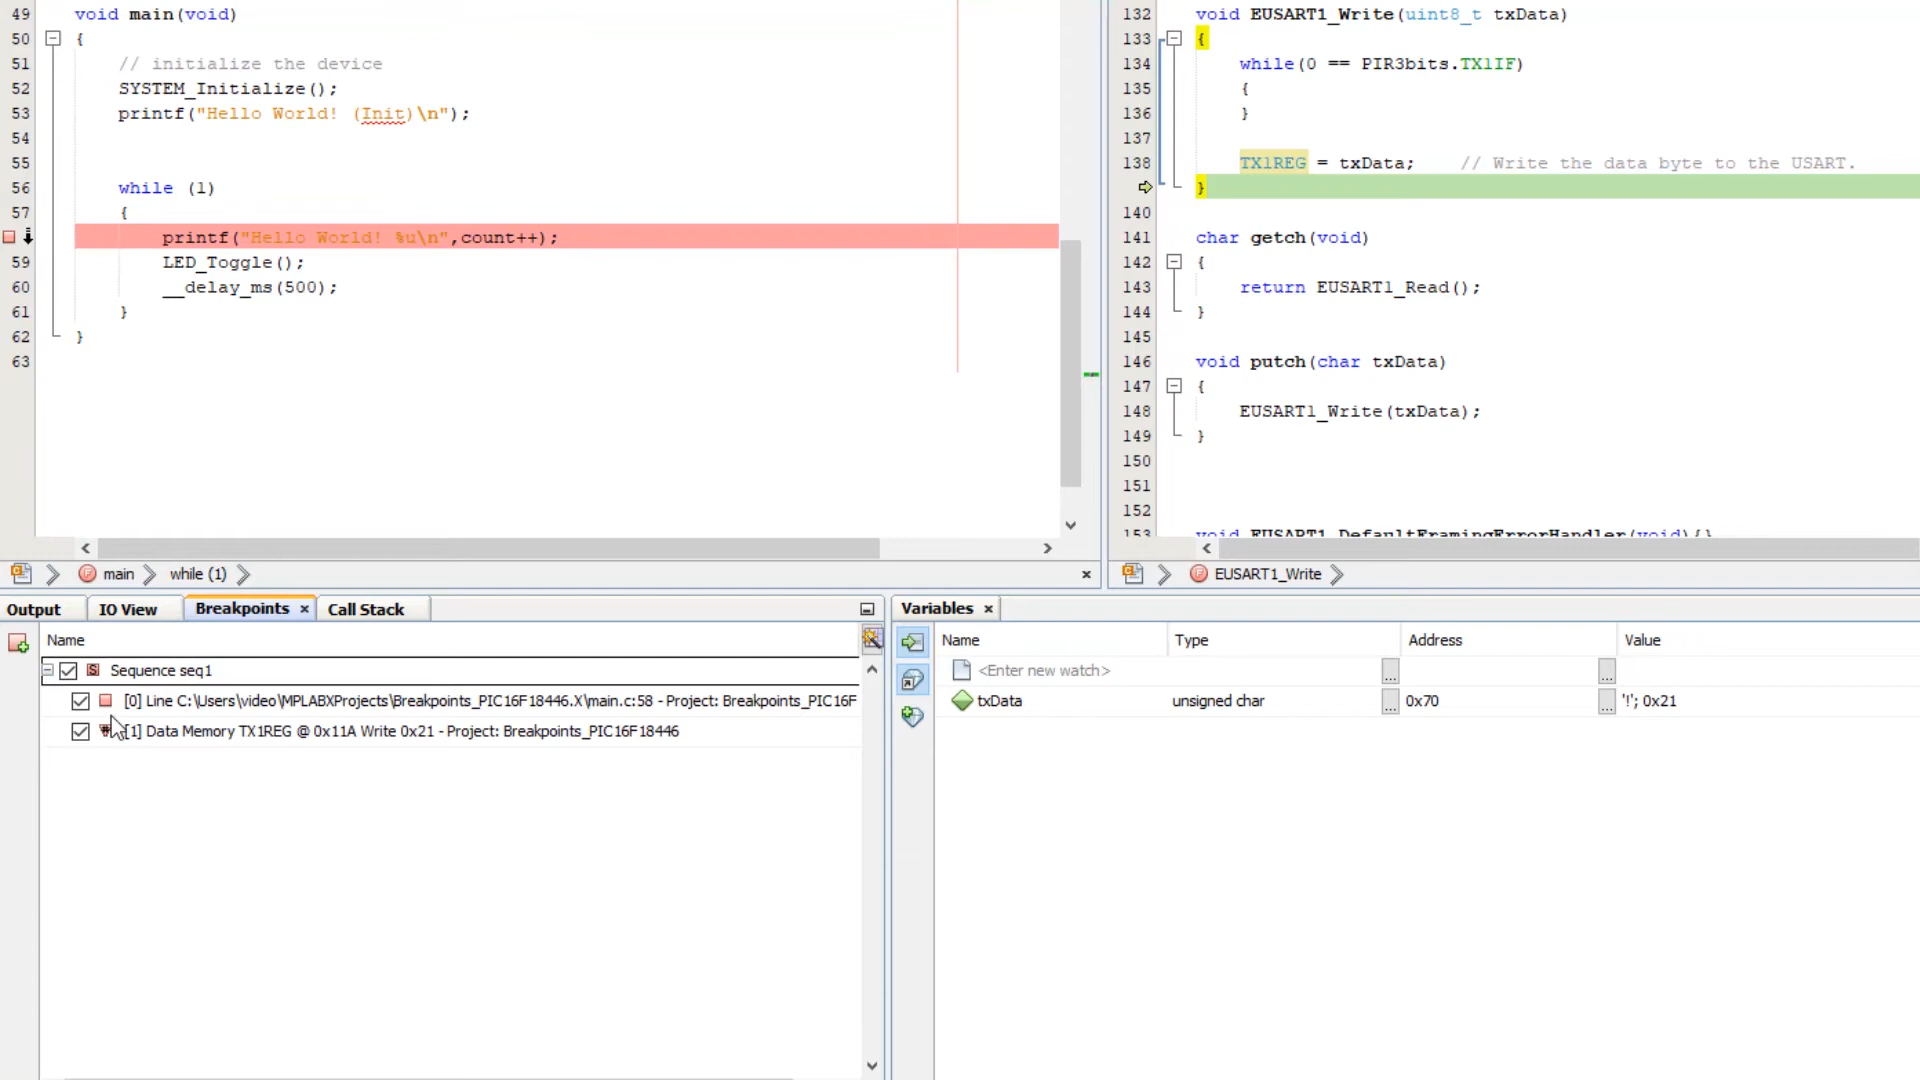 49 void main(void)
50 {
51 // initialize the device
52 SYSTEM_Initialize();
53 printf("Hello World! (Init)\n");
54
55
56 while (1)
57 {
printf("Hello World! %u\n",count++);
59 LED_Toggle();
60 __delay_ms(500);
61 }
62 }
63
main
while (1)
132 void EUSART1_Write(uint8_t txData)
133 {
134 while(0 == PIR3bits.TX1IF)
135 {
136 }
137
138 TX1REG = txData; // Write the data byte to the USART.
}
140
141 char getch(void)
142 {
143 return EUSART1_Read();
144 }
145
146 void putch(char txData)
147 {
148 EUSART1_Write(txData);
149 }
150
151
152
153 void EUSART1_DefaultFramingErrorHandler(void){}
EUSART1_Write
Output IO View Breakpoints × Call Stack
Name
Sequence seq1
[0] Line C:\Users\video\MPLABXProjects\Breakpoints_PIC16F18446.X\main.c:58 - Project: Breakpoints_PIC16F
[1] Data Memory TX1REG @ 0x11A Write 0x21 - Project: Breakpoints_PIC16F18446
Variables ×
Name Type Address Value
<Enter new watch> ... ...
txData unsigned char ... 0x70 ... '!'; 0x21